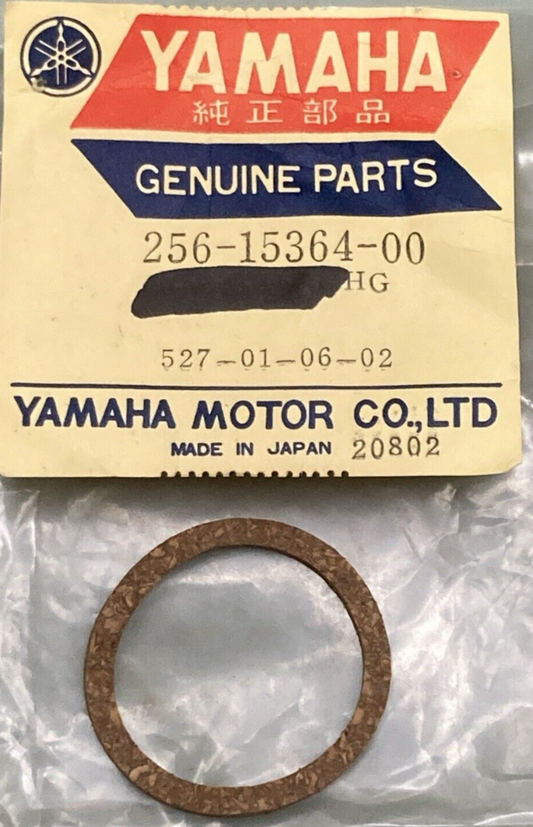 YAMAHA
純正部品
GENUINE PARTS
256-15364-00
HG
527-01-06-02
YAMAHA MOTOR CO.,LTD
MADE IN JAPAN 20802